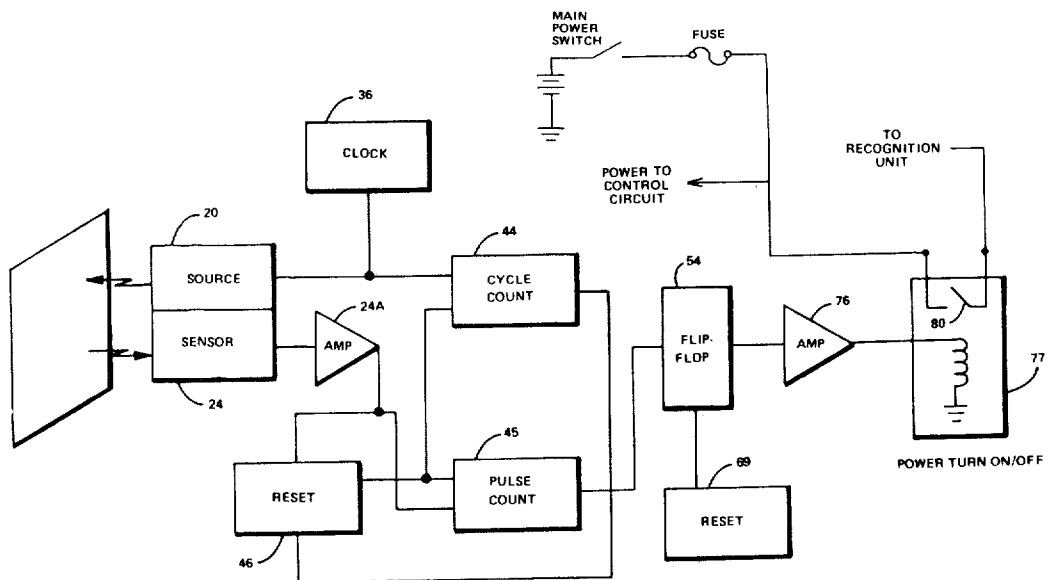 MAIN
POWER
SWITCH
FUSE
36
CLOCK
TO
RECOGNITION
UNIT
POWER TO
CONTROL
CIRCUIT
20
SOURCE
44
CYCLE
COUNT
54
24A
76
80
SENSOR
AMP
FLIP-
FLOP
AMP
77
24
45
POWER TURN ON/OFF
RESET
PULSE
COUNT
69
RESET
46